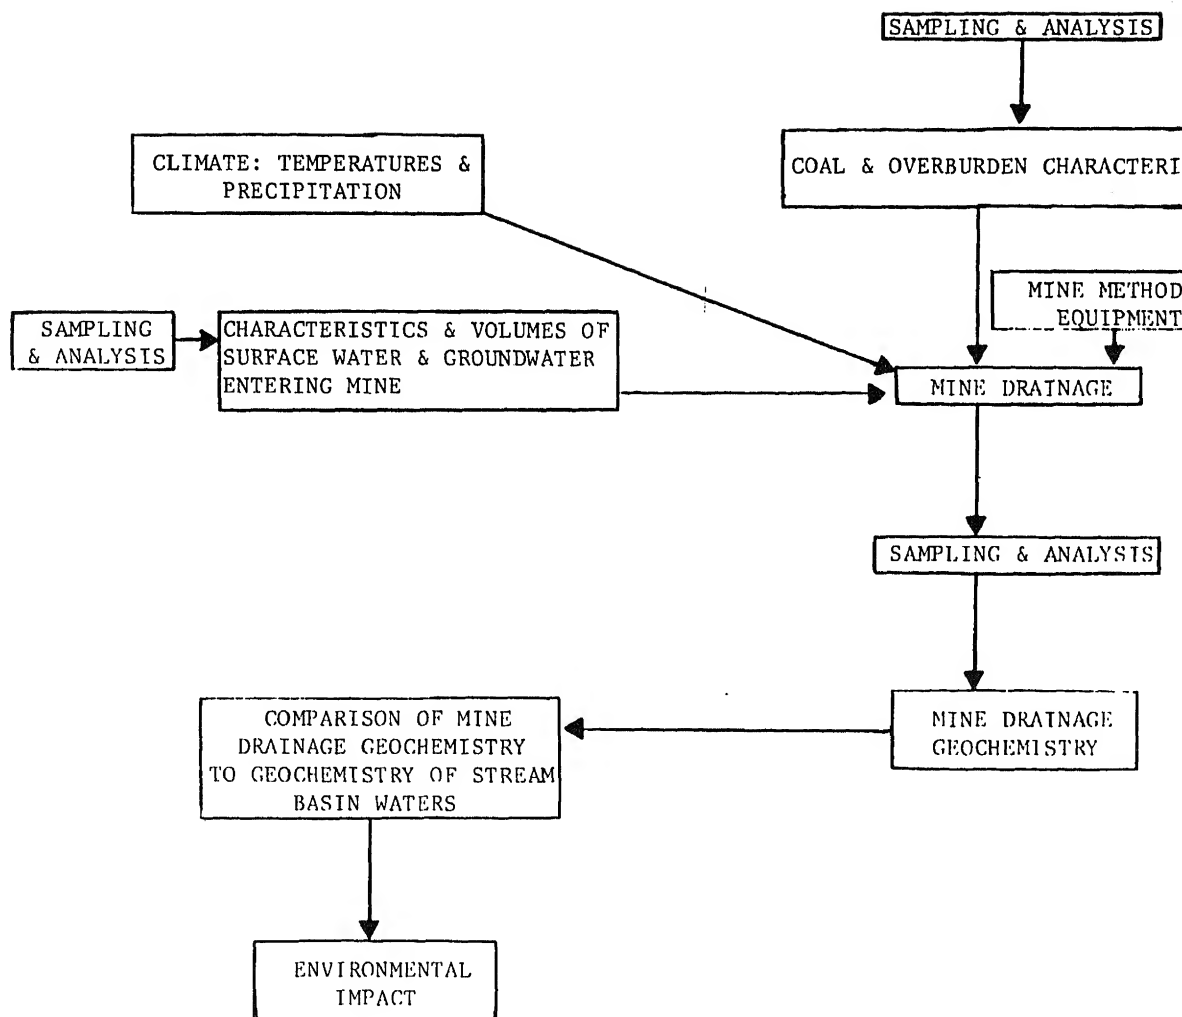 SAMPLING & ANALYSIS
CLIMATE: TEMPERATURES &
PRECIPITATION
COAL & OVERBURDEN CHARACTERI
MINE METHOD
EQUIPMENT
SAMPLING
& ANALYSIS
CHARACTERISTICS & VOLUMES OF
SURFACE WATER & GROUNDWATER
ENTERING MINE
MINE DRAINAGE
SAMPLING & ANALYSIS
MINE DRAINAGE
GEOCHEMISTRY
COMPARISON OF MINE
DRAINAGE GEOCHEMISTRY
TO GEOCHEMISTRY OF STREAM
BASIN WATERS
ENVIRONMENTAL
IMPACT